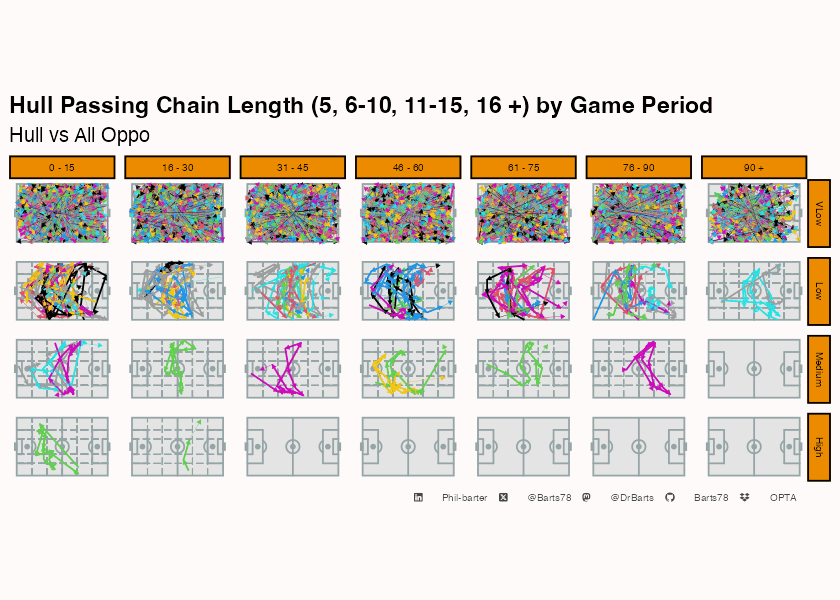 Hull Passing Chain Length (5, 6-10, 11-15, 16 +) by Game Period
Hull vs All Oppo
0 - 15 16 - 30 31 - 45 46 - 60 61 - 75 76 - 90 90 +
V.Low
Low
Medium
High
Phil-barter @Barts78 @DrBarts Barts78 OPTA